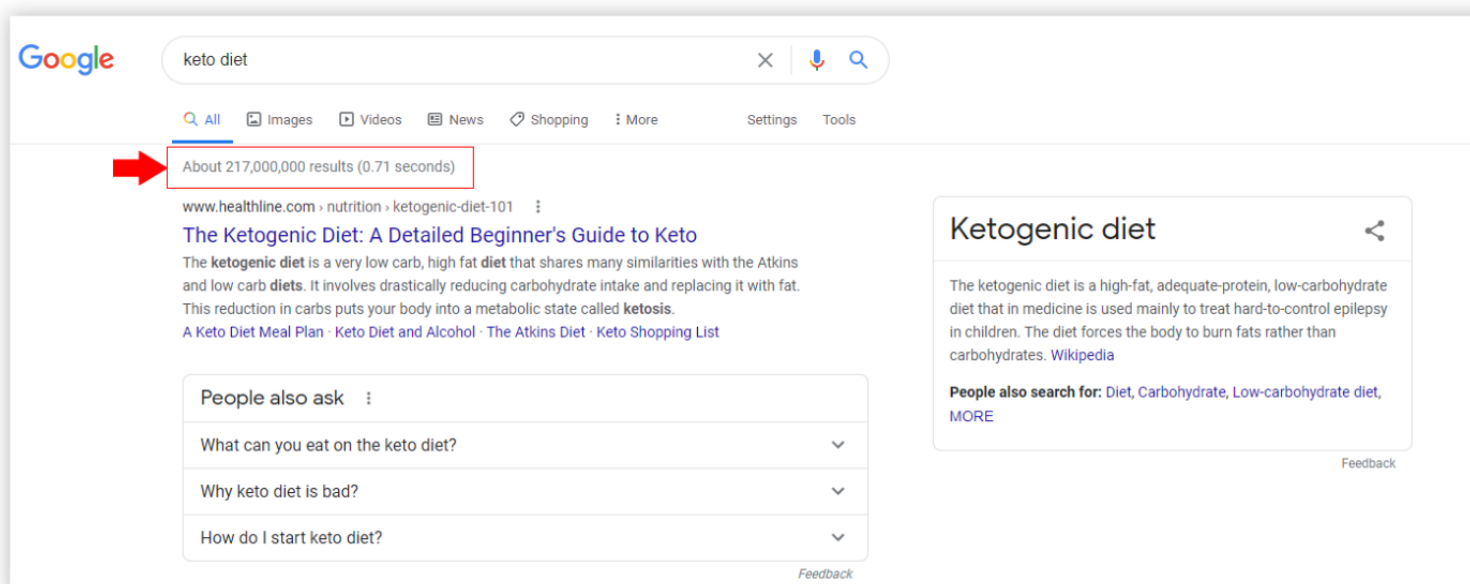 Google
keto diet
All Images Videos News Shopping More Settings Tools
About 217,000,000 results (0.71 seconds)
www.healthline.com › nutrition › ketogenic-diet-101
The Ketogenic Diet: A Detailed Beginner's Guide to Keto
The ketogenic diet is a very low carb, high fat diet that shares many similarities with the Atkins
and low carb diets. It involves drastically reducing carbohydrate intake and replacing it with fat.
This reduction in carbs puts your body into a metabolic state called ketosis.
A Keto Diet Meal Plan · Keto Diet and Alcohol · The Atkins Diet · Keto Shopping List
People also ask
What can you eat on the keto diet?
Why keto diet is bad?
How do I start keto diet?
Feedback
Ketogenic diet
The ketogenic diet is a high-fat, adequate-protein, low-carbohydrate
diet that in medicine is used mainly to treat hard-to-control epilepsy
in children. The diet forces the body to burn fats rather than
carbohydrates. Wikipedia
People also search for: Diet, Carbohydrate, Low-carbohydrate diet,
MORE
Feedback